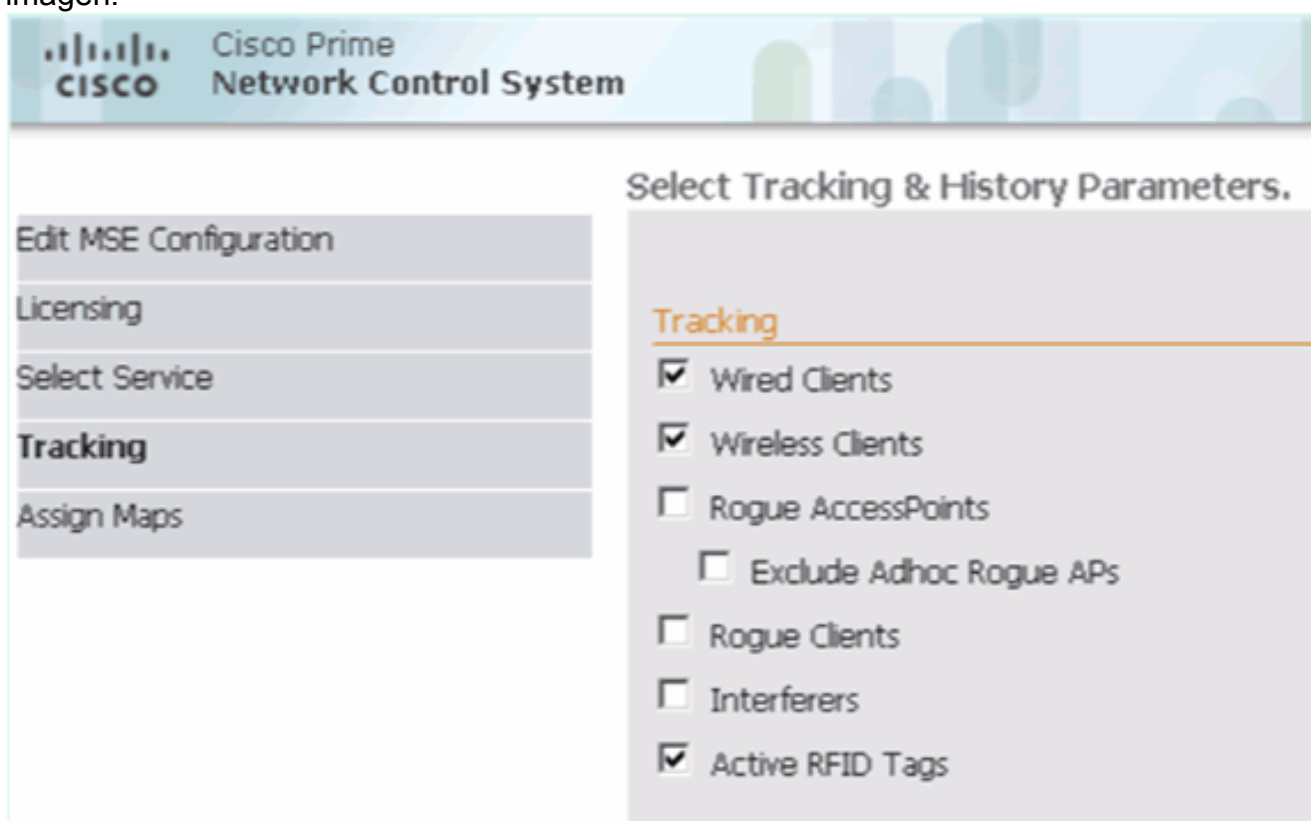 imagen:
CISCO
Cisco Prime
Network Control System
Select Tracking & History Parameters.
Edit MSE Configuration
Licensing
Select Service
Tracking
Assign Maps
Tracking
Wired Clients
Wireless Clients
Rogue AccessPoints
Exclude Adhoc Rogue APs
Rogue Clients
Interferers
Active RFID Tags